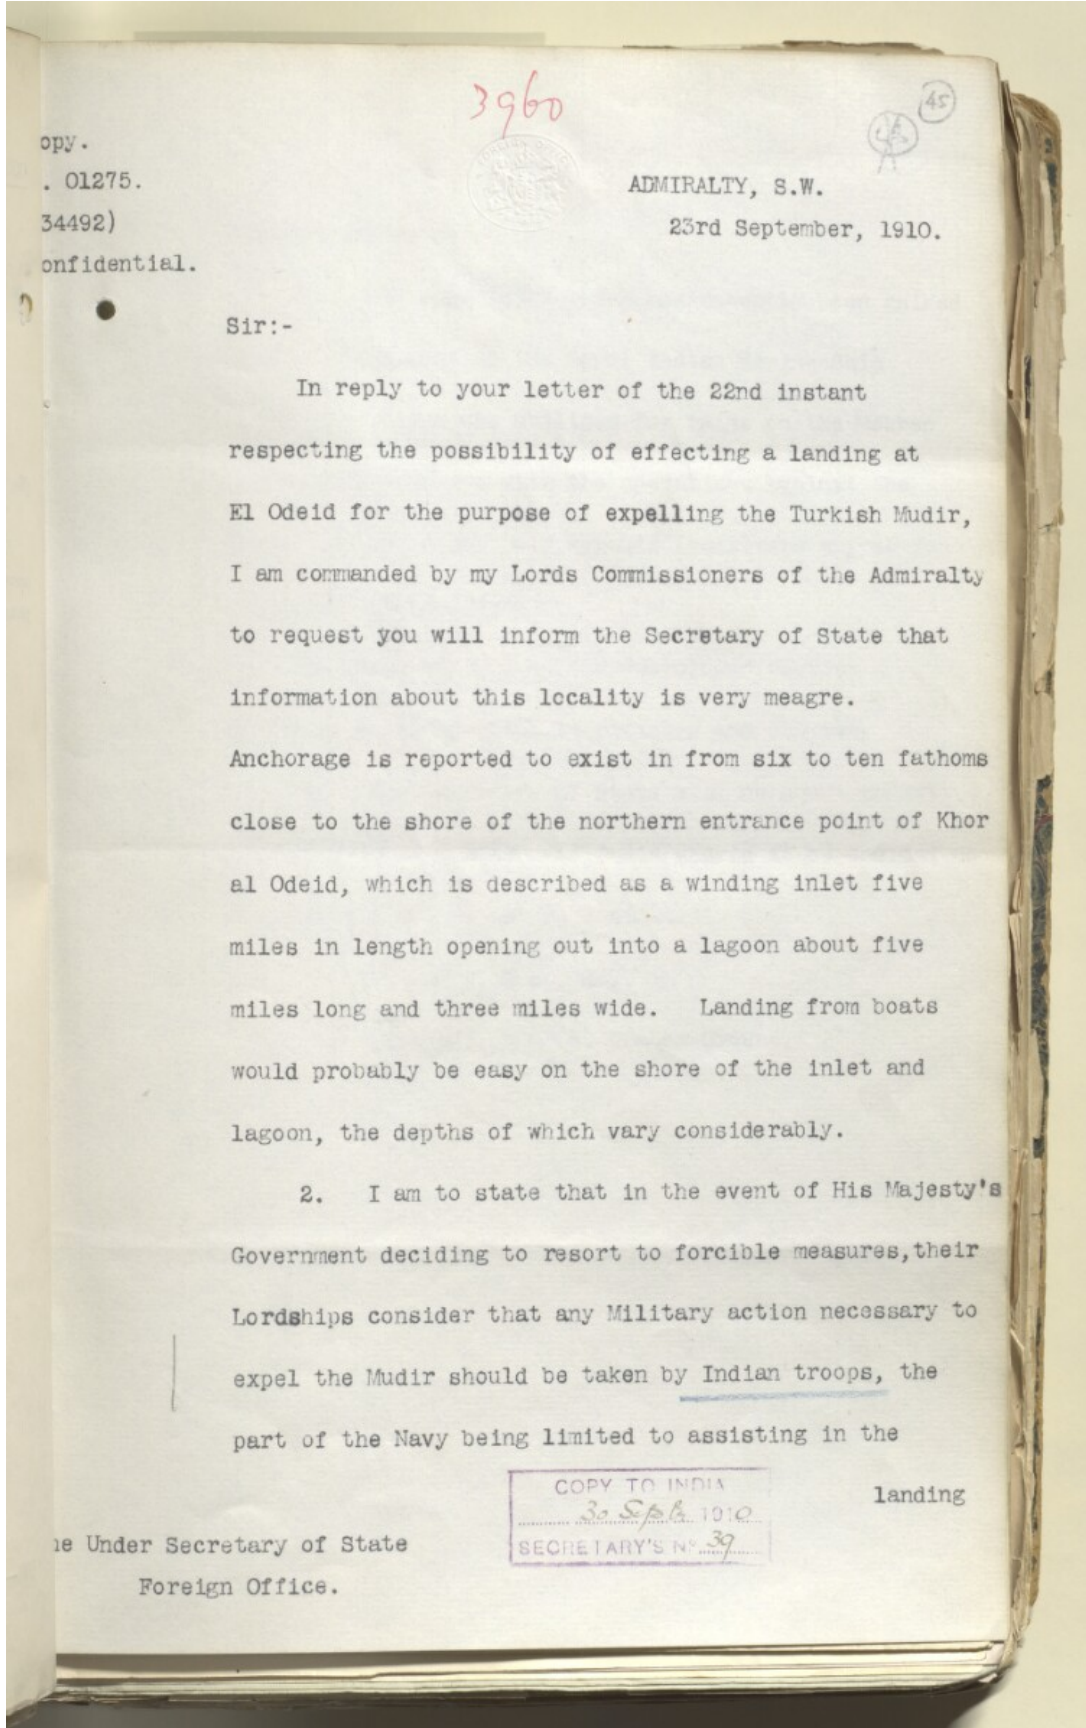 3960
45
opy.
. 01275.
34492)
onfidential.
ADMIRALTY, S.W.
23rd September, 1910.
Sir:-
In reply to your letter of the 22nd instant
respecting the possibility of effecting a landing at
El Odeid for the purpose of expelling the Turkish Mudir,
I am commanded by my Lords Commissioners of the Admiralty
to request you will inform the Secretary of State that
information about this locality is very meagre.
Anchorage is reported to exist in from six to ten fathoms
close to the shore of the northern entrance point of Khor
al Odeid, which is described as a winding inlet five
miles in length opening out into a lagoon about five
miles long and three miles wide. Landing from boats
would probably be easy on the shore of the inlet and
lagoon, the depths of which vary considerably.
2. I am to state that in the event of His Majesty's
Government deciding to resort to forcible measures,their
Lordships consider that any Military action necessary to
expel the Mudir should be taken by Indian troops, the
part of the Navy being limited to assisting in the
landing
COPY TO INDIA
30 Septr 1910
SECRETARY'S No 39
he Under Secretary of State
Foreign Office.